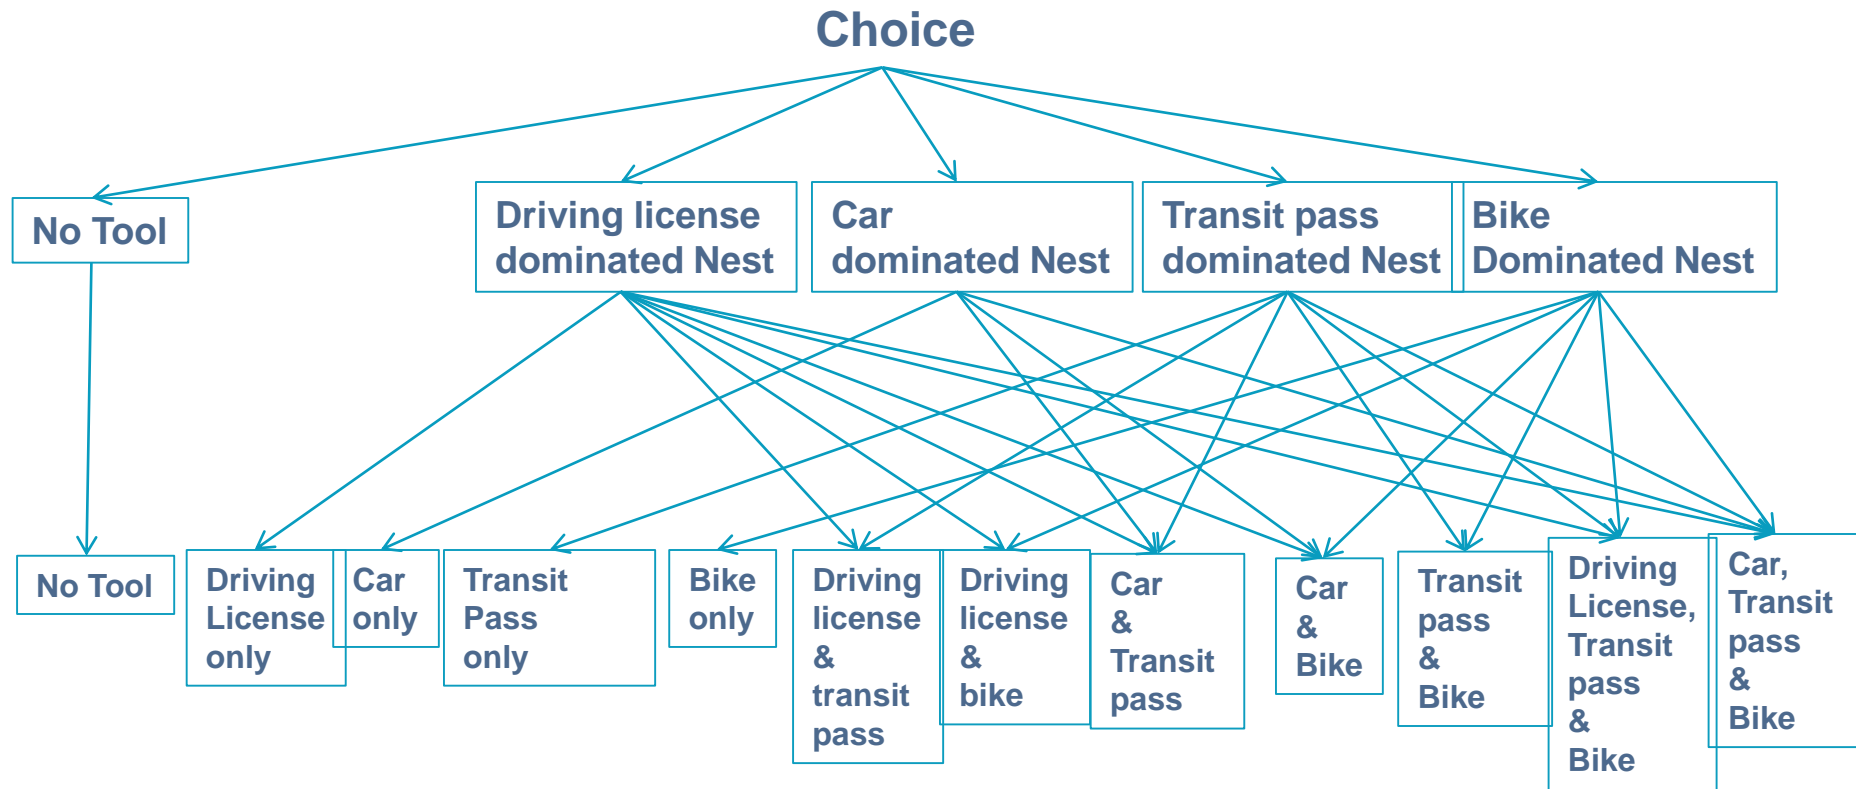 Choice
No Tool
Driving license
dominated Nest
Car
dominated Nest
Transit pass
dominated Nest
Bike
Dominated Nest
No Tool
Driving
License
only
Car
only
Transit
Pass
only
Bike
only
Driving
license
&
transit
pass
Driving
license
&
bike
Car
&
Transit
pass
Car
&
Bike
Transit
pass
&
Bike
Driving
License,
Transit
pass
&
Bike
Car,
Transit
pass
&
Bike